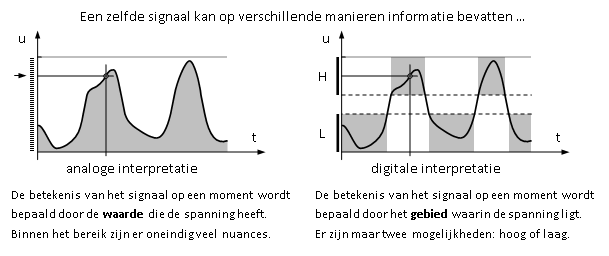 Een zelfde signaal kan op verschillende manieren informatie bevatten ...
u
t
analoge interpretatie
De betekenis van het signaal op een moment wordt
bepaald door de waarde die de spanning heeft.
Binnen het bereik zijn er oneindig veel nuances.
u
H
L
t
digitale interpretatie
De betekenis van het signaal op een moment wordt
bepaald door het gebied waarin de spanning ligt.
Er zijn maar twee mogelijkheden: hoog of laag.